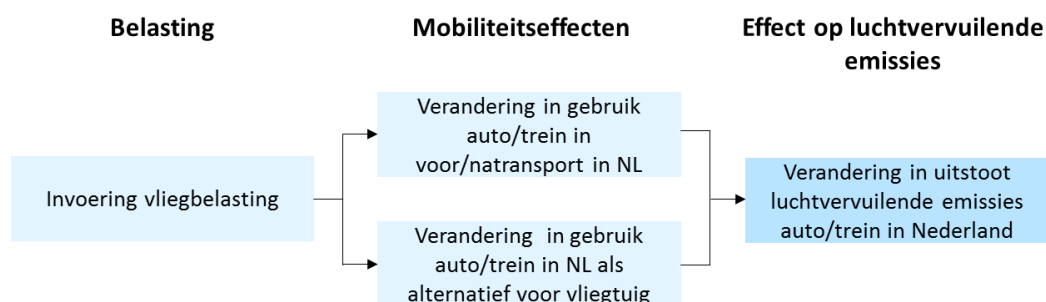 Belasting
Mobiliteitseffecten
Effect op luchtvervuilende
emissies
Invoering vliegbelasting
Verandering in gebruik
auto/trein in
voor/natransport in NL
Verandering in gebruik
auto/trein in NL als
alternatief voor vliegtuig
Verandering in uitstoot
luchtvervuilende emissies
auto/trein in Nederland